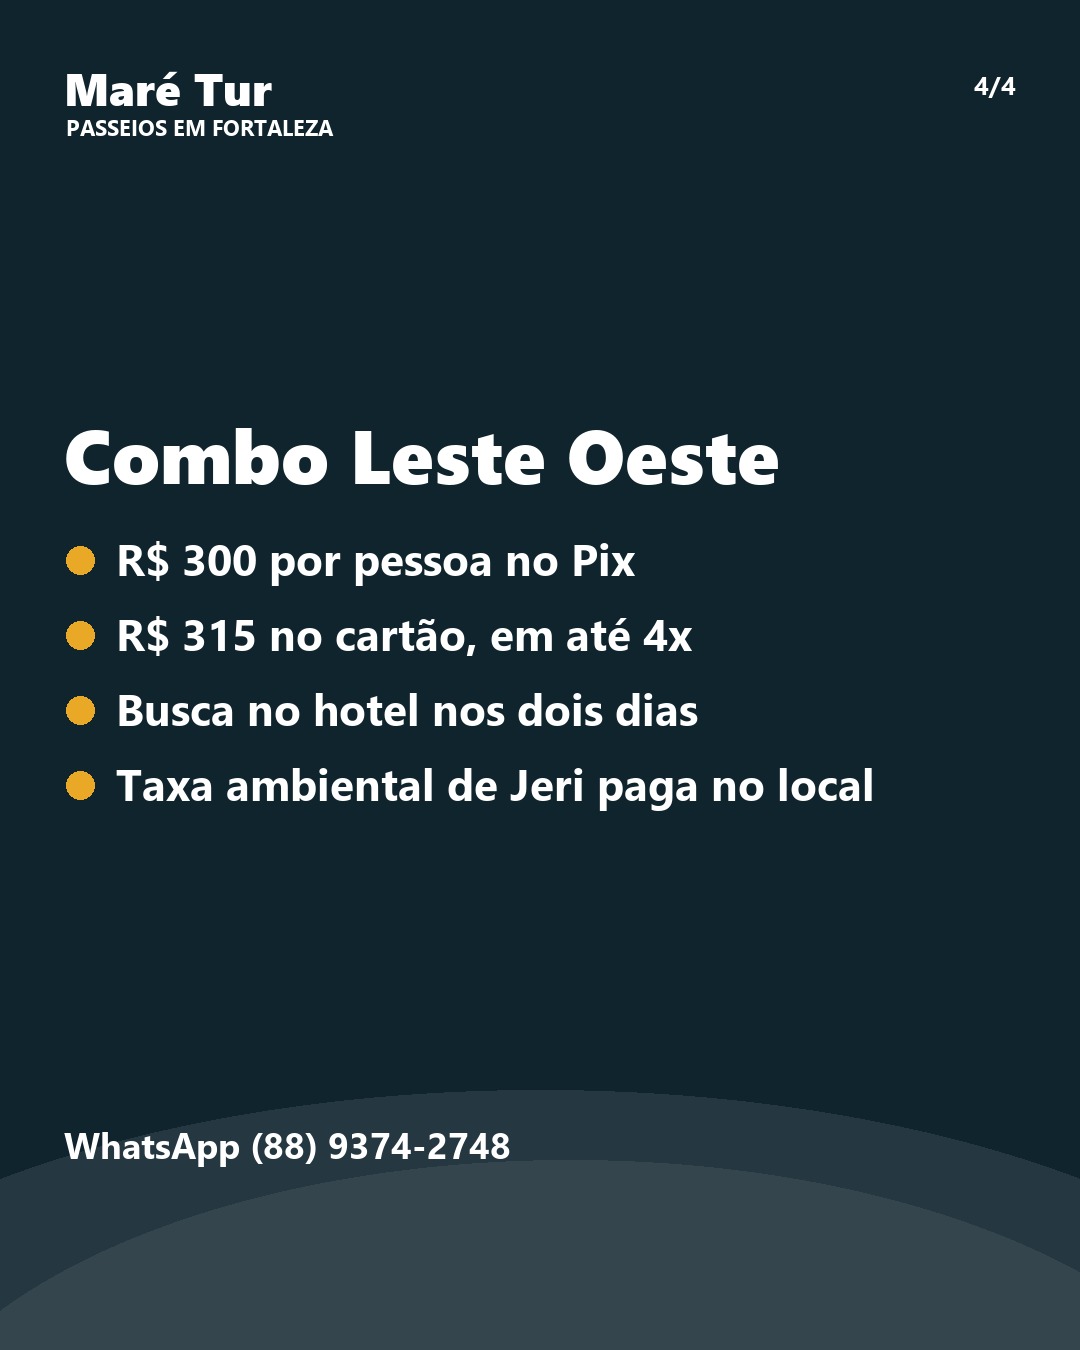 Maré Tur
PASSEIOS EM FORTALEZA
4/4
Combo Leste Oeste
R$ 300 por pessoa no Pix
R$ 315 no cartão, em até 4x
Busca no hotel nos dois dias
Taxa ambiental de Jeri paga no local
WhatsApp (88) 9374-2748